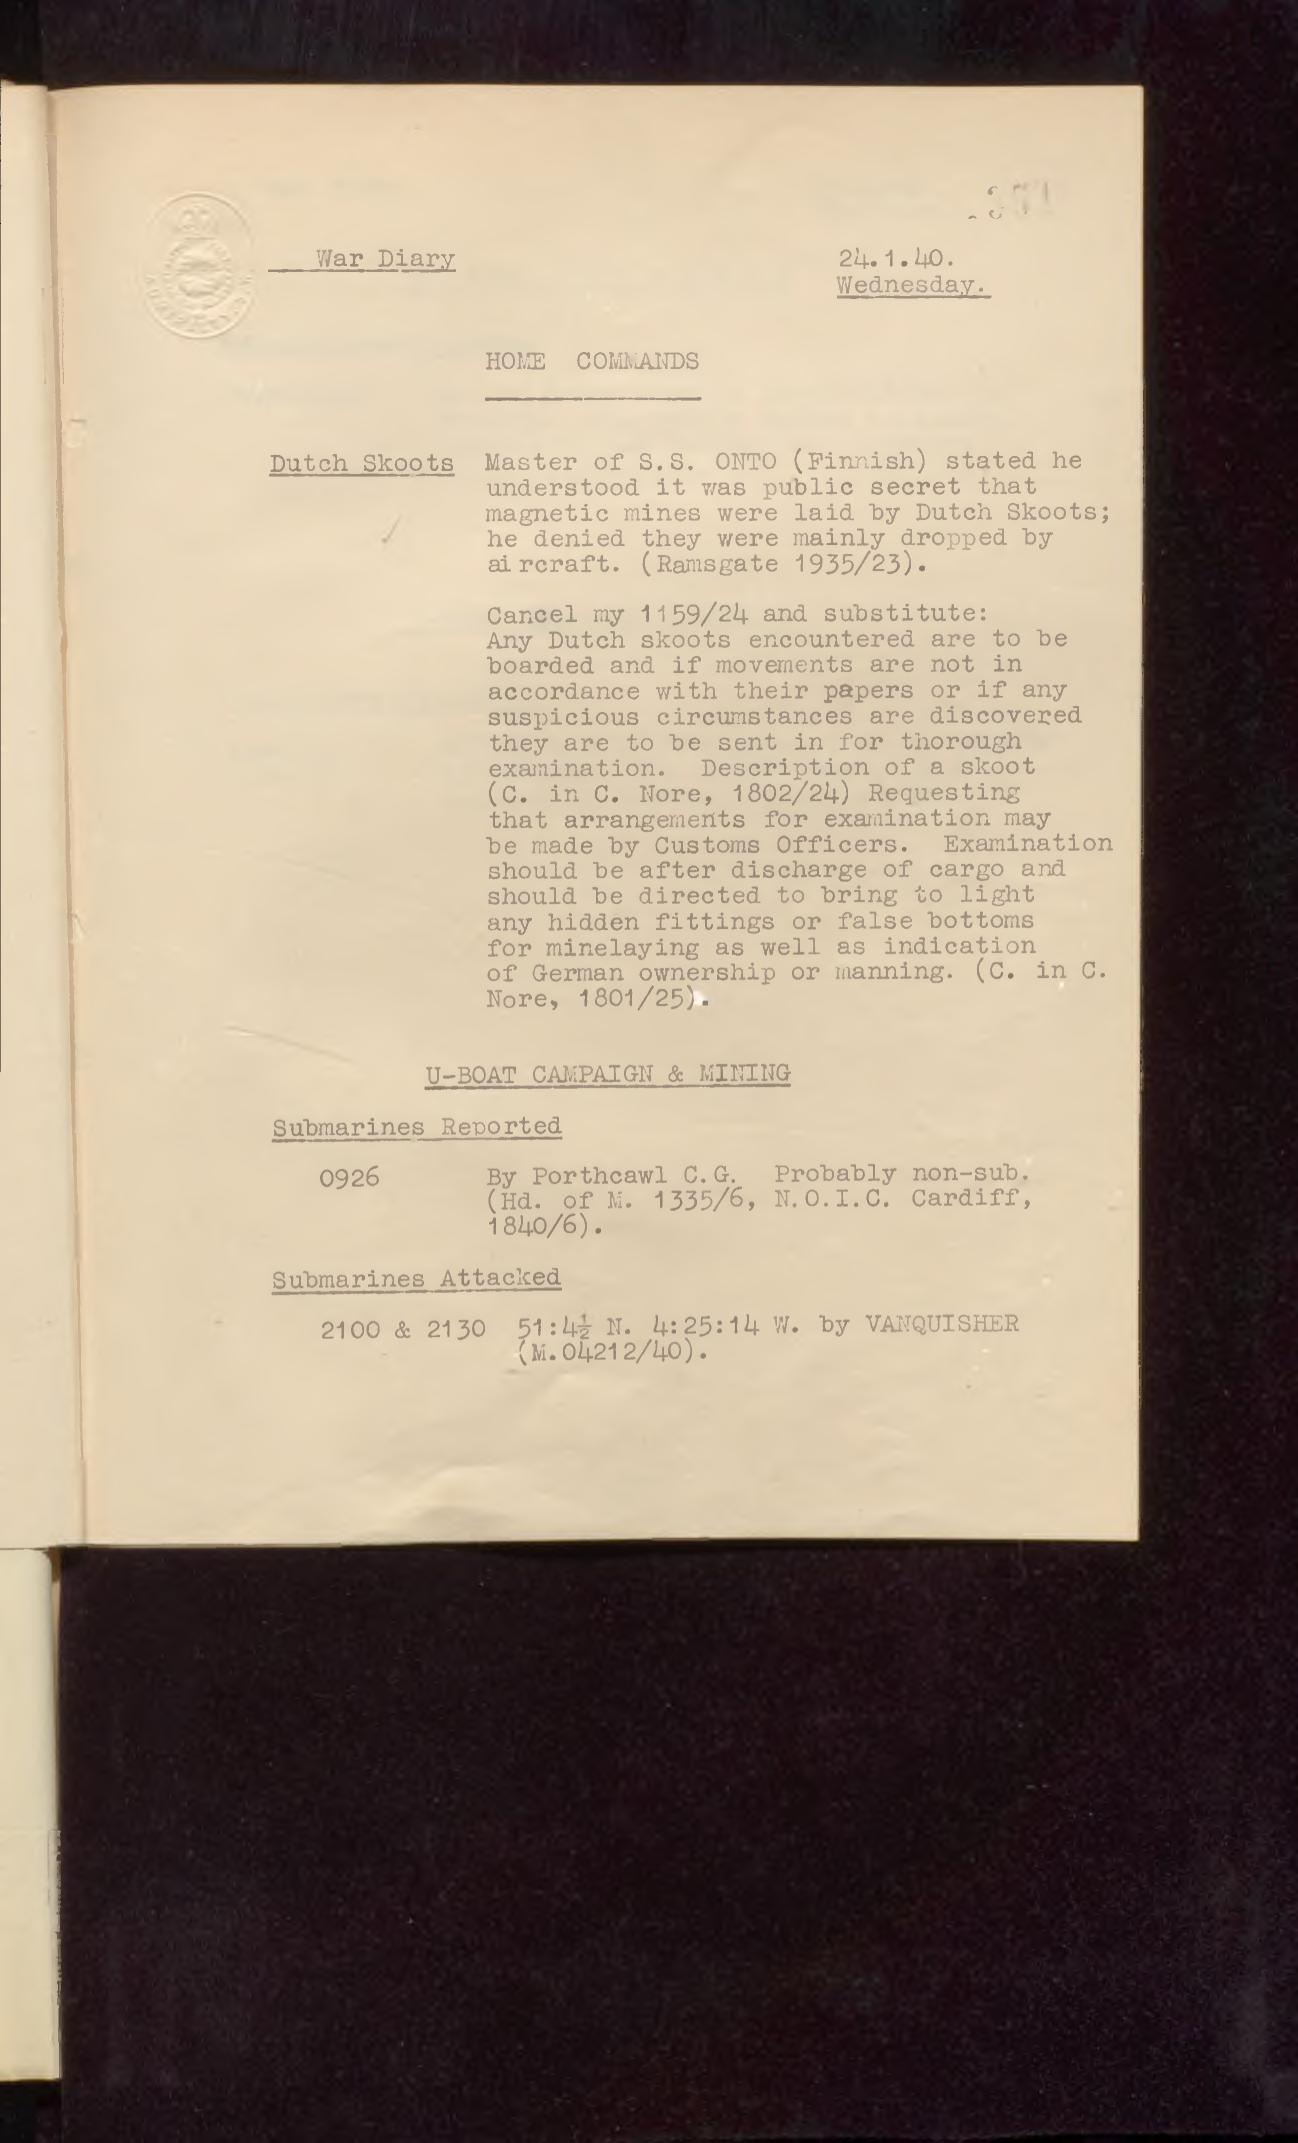 War Diary 24.1.40.
Wednesday.
HOME COMMANDS
Dutch Skoots Master of S.S. ONTO (Finnish) stated he
understood it was public secret that
magnetic mines were laid by Dutch Skoots;
he denied they were mainly dropped by
aircraft. (Ramsgate 1935/23).
Cancel my 1159/24 and substitute:
Any Dutch skoots encountered are to be
boarded and if movements are not in
accordance with their papers or if any
suspicious circumstances are discovered
they are to be sent in for thorough
examination. Description of a skoot
(C. in C. Nore, 1802/24) Requesting
that arrangements for examination may
be made by Customs Officers. Examination
should be after discharge of cargo and
should be directed to bring to light
any hidden fittings or false bottoms
for minelaying as well as indication
of German ownership or manning. (C. in C.
Nore, 1801/25).
U-BOAT CAMPAIGN & MINING
Submarines Reported
0926 By Porthcawl C.G. Probably non-sub.
(Hd. of M. 1335/6, N.O.I.C. Cardiff,
1840/6).
Submarines Attacked
2100 & 2130 51:4½ N. 4:25:14 W. by VANQUISHER
(M.04212/40).